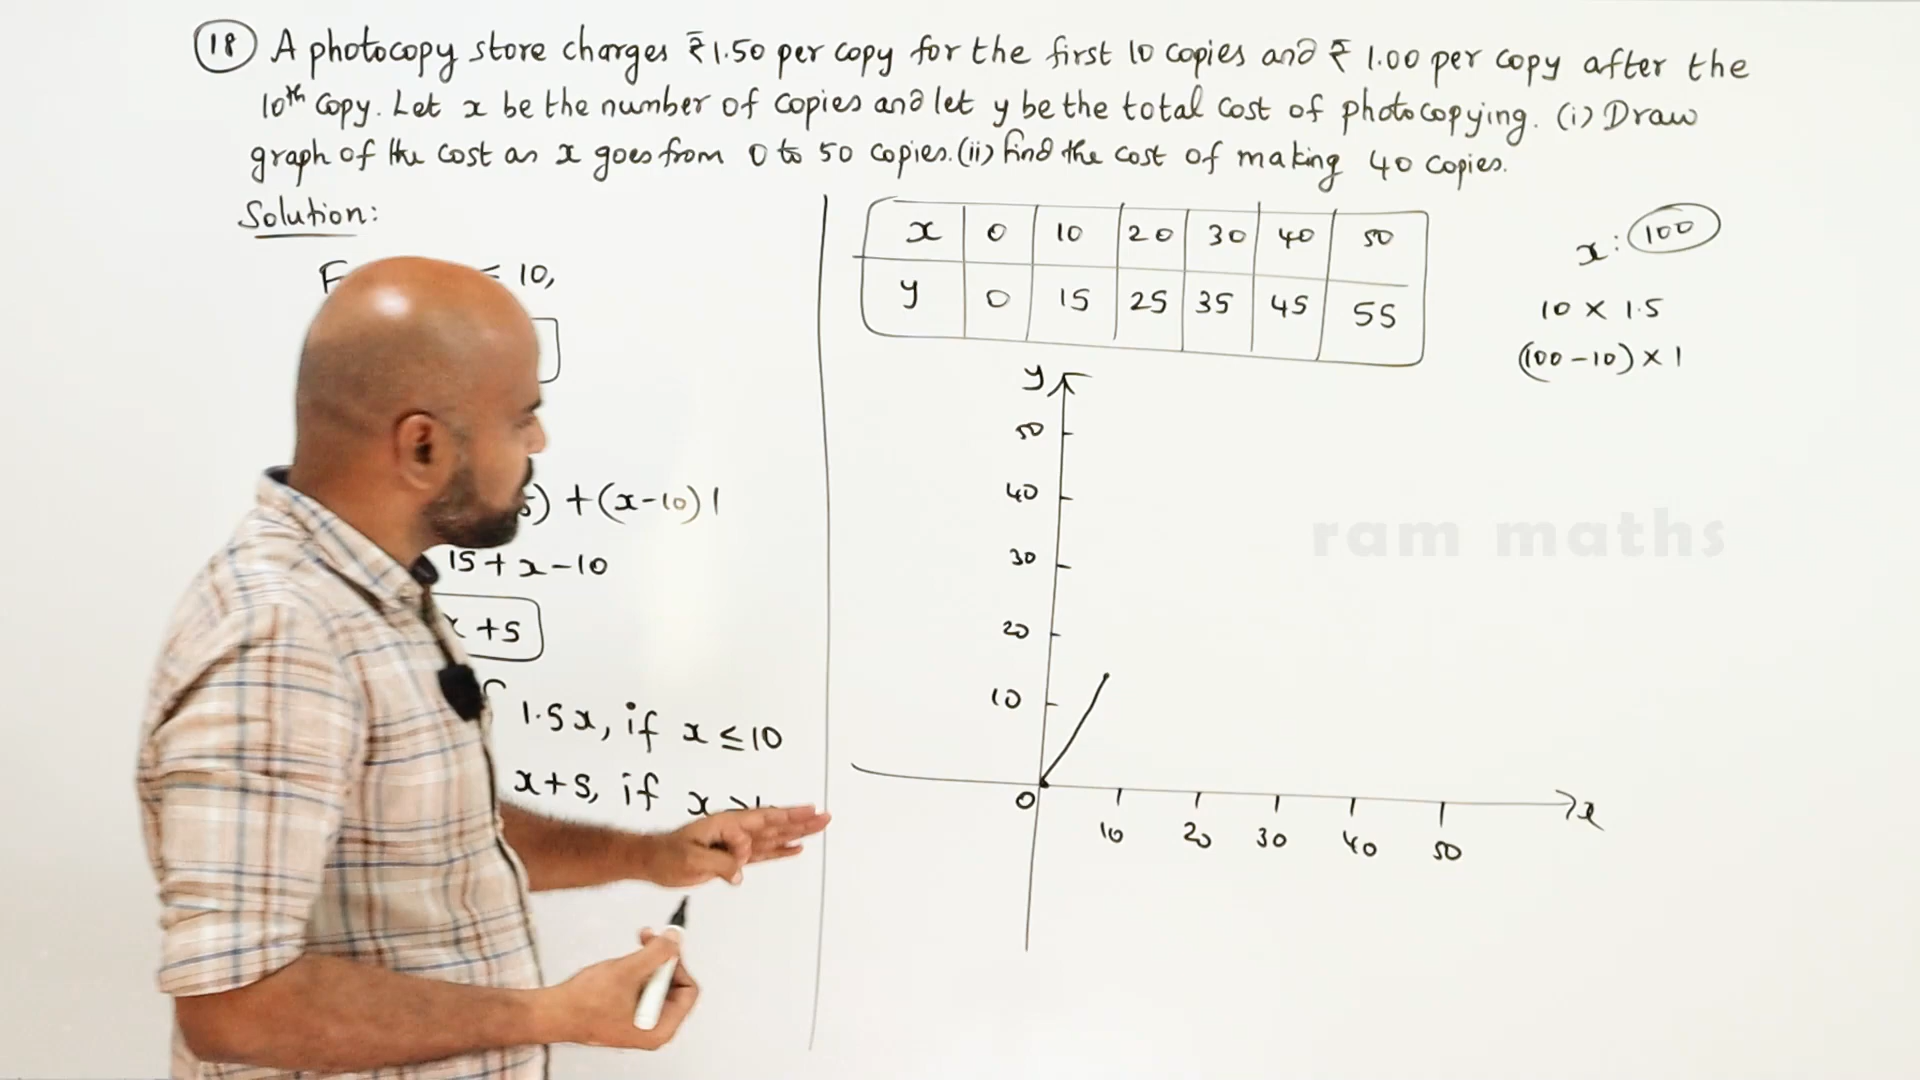 18 A photocopy store charges ₹1.50 per copy for the first 10 copies and ₹ 1.00 per copy after the
10th copy. Let x be the number of copies and let y be the total cost of photocopying. (i) Draw
graph of the cost as x goes from 0 to 50 copies. (ii) find the cost of making 40 copies.
Solution:
≤ 10,
) + (x-10) 1
15 + x - 10
x + 5
1.5x, if x ≤ 10
x+5, if x >
x 0 10 20 30 40 50
y 0 15 25 35 45 55
x : 100
10 × 1.5
(100 - 10) × 1
y
50
40
30
20
10
0 10 20 30 40 50 x
ram maths